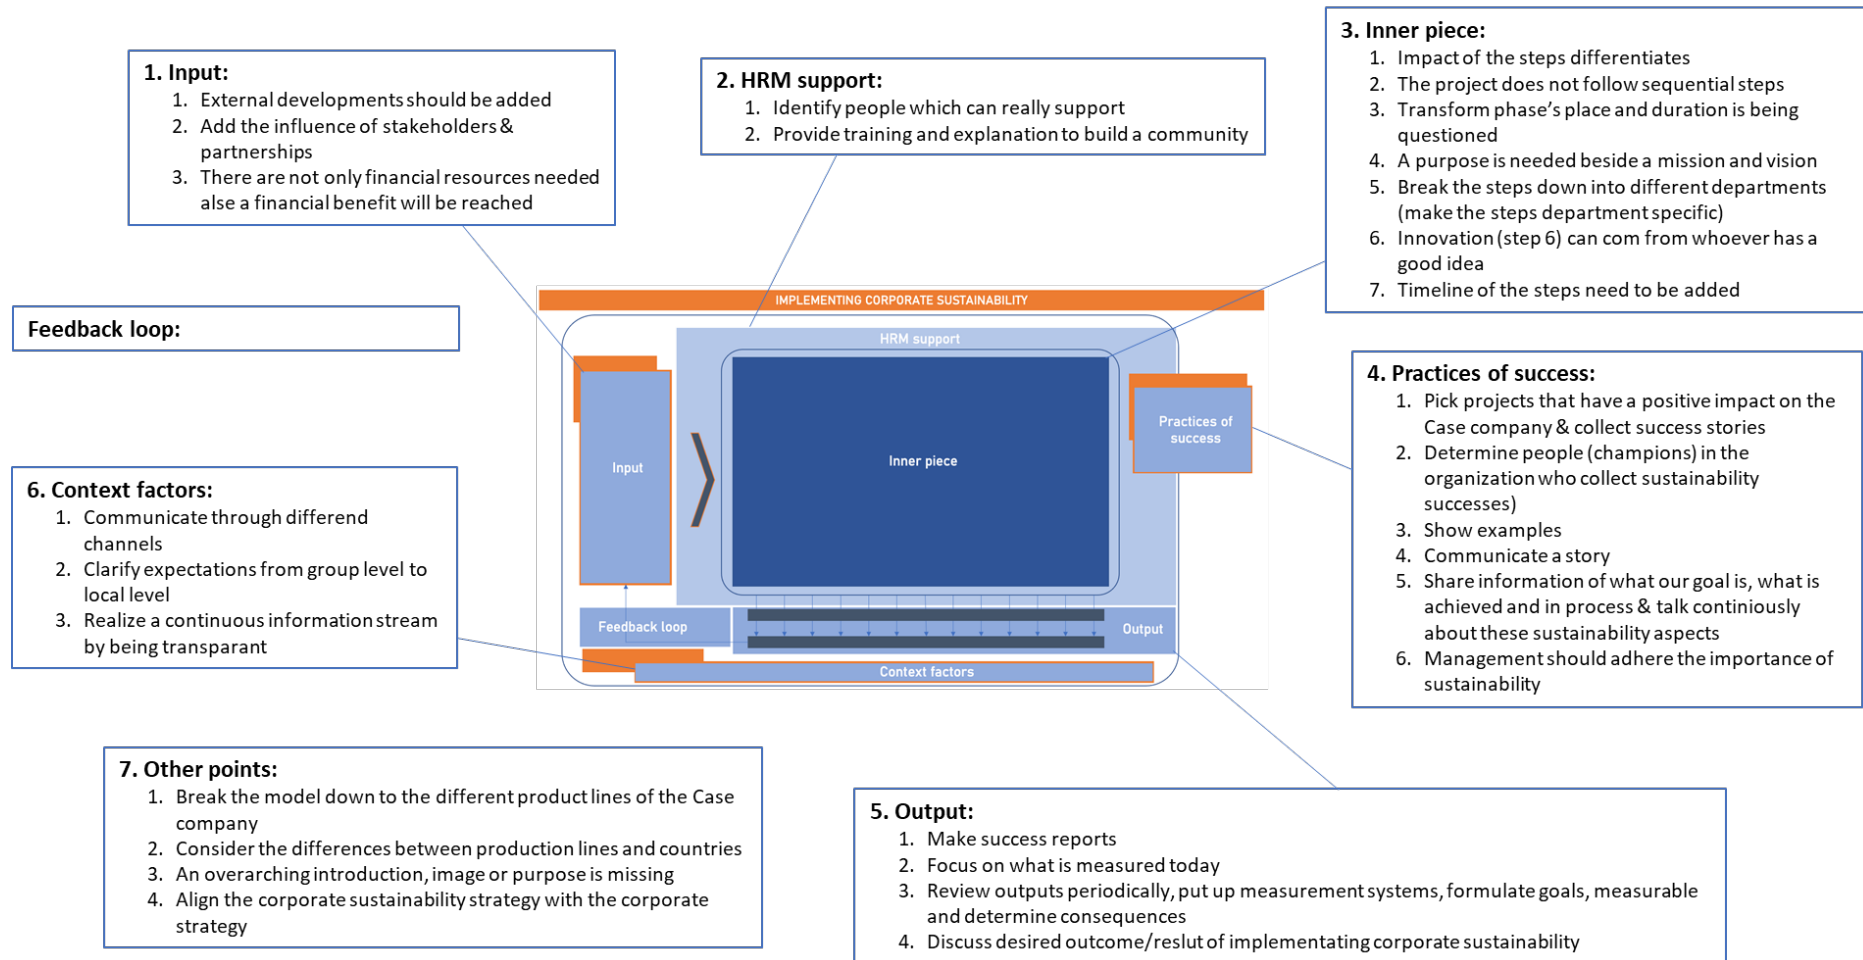 1. Input:
1. External developments should be added
2. Add the influence of stakeholders &
partnerships
3. There are not only financial resources needed
alse a financial benefit will be reached
2. HRM support:
1. Identify people which can really support
2. Provide training and explanation to build a community
3. Inner piece:
1. Impact of the steps differentiates
2. The project does not follow sequential steps
3. Transform phase's place and duration is being
questioned
4. A purpose is needed beside a mission and vision
5. Break the steps down into different departments
(make the steps department specific)
6. Innovation (step 6) can com from whoever has a
good idea
7. Timeline of the steps need to be added
Feedback loop:
IMPLEMENTING CORPORATE SUSTAINABILITY
HRM support
Input
Inner piece
Practices of
success
Feedback loop
Output
Context factors
4. Practices of success:
1. Pick projects that have a positive impact on the
Case company & collect success stories
2. Determine people (champions) in the
organization who collect sustainability
successes)
3. Show examples
4. Communicate a story
5. Share information of what our goal is, what is
achieved and in process & talk continiously
about these sustainability aspects
6. Management should adhere the importance of
sustainability
6. Context factors:
1. Communicate through differend
channels
2. Clarify expectations from group level to
local level
3. Realize a continuous information stream
by being transparant
7. Other points:
1. Break the model down to the different product lines of the Case
company
2. Consider the differences between production lines and countries
3. An overarching introduction, image or purpose is missing
4. Align the corporate sustainability strategy with the corporate
strategy
5. Output:
1. Make success reports
2. Focus on what is measured today
3. Review outputs periodically, put up measurement systems, formulate goals, measurable
and determine consequences
4. Discuss desired outcome/reslut of implementating corporate sustainability